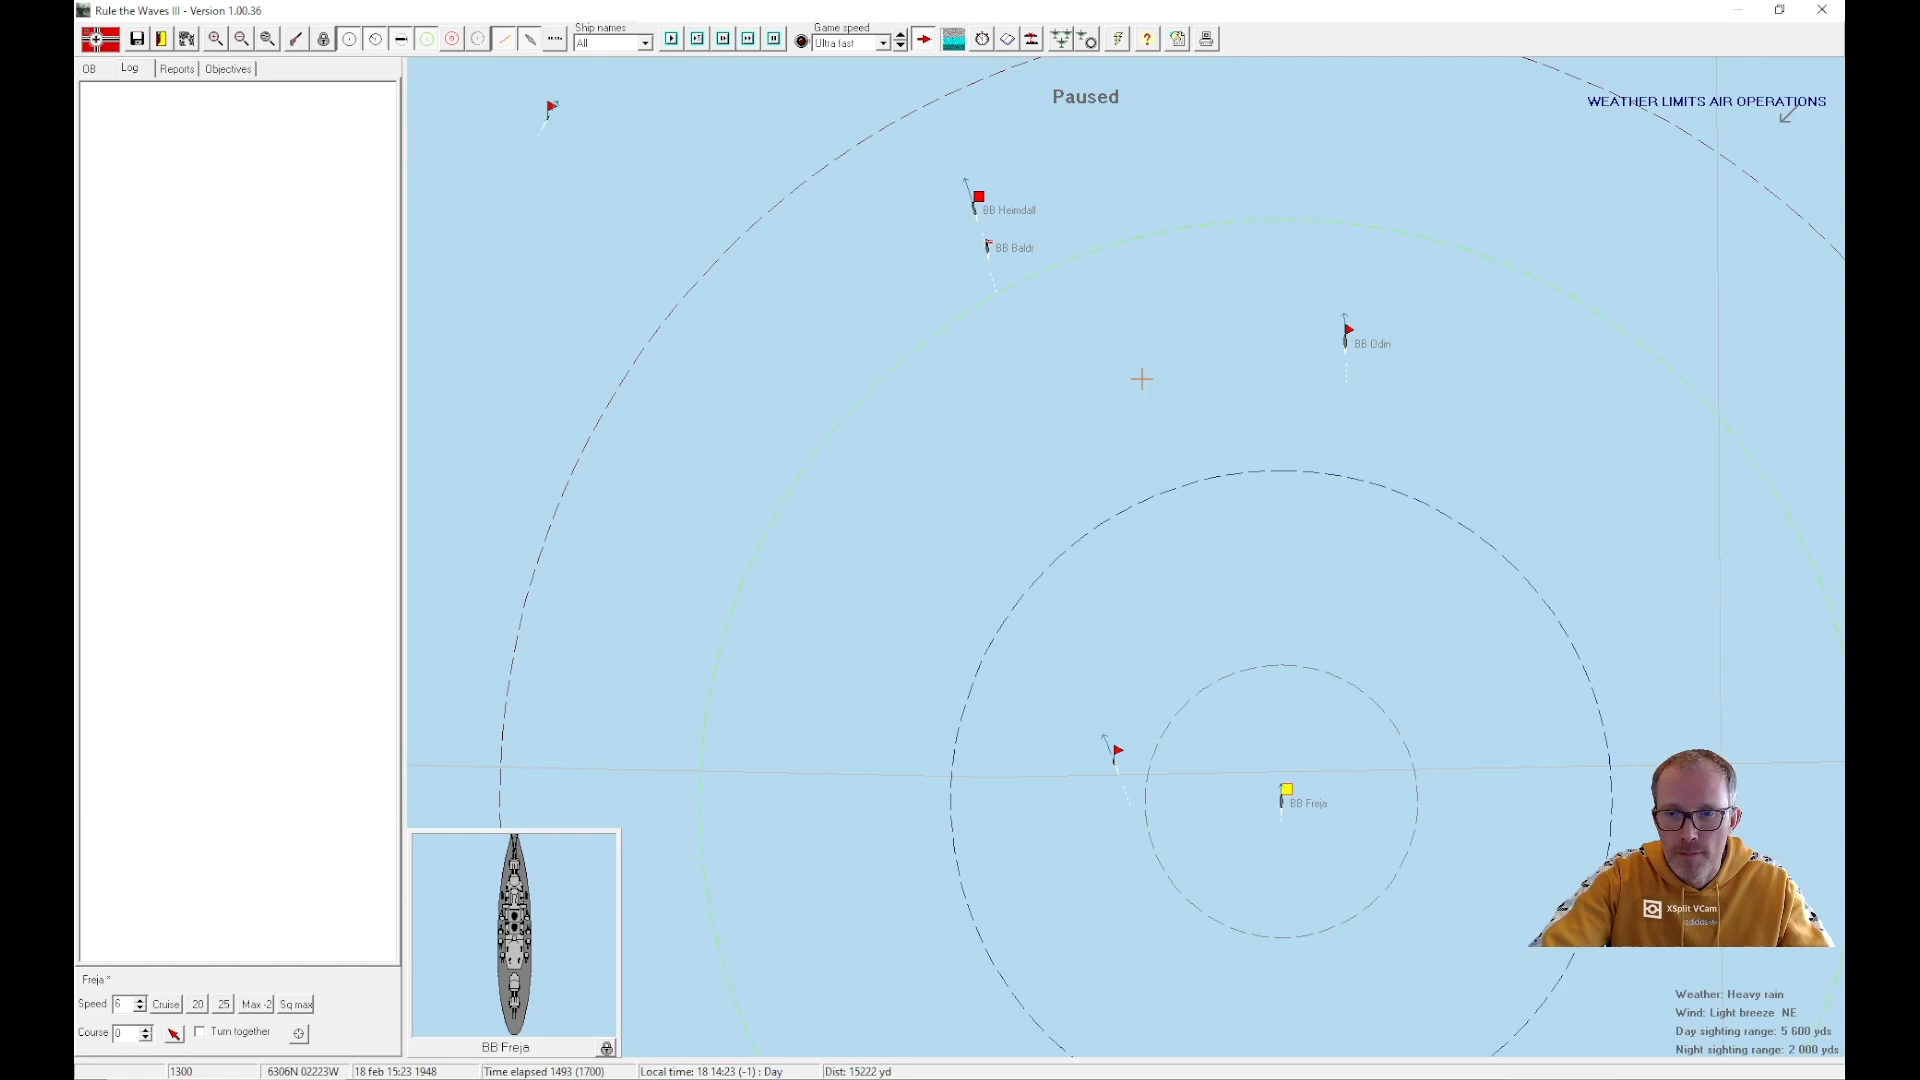 Rule the Waves III - Version 1.00.36
Ship names
All
Game speed
Ultra fast
OB
Log
Reports
Objectives
Paused
WEATHER LIMITS AIR OPERATIONS
BB Heimdall
BB Baldr
BB Odin
BB Freja
XSplit VCam
adidas
BB Freja
Freja *
Speed 6 Cruise 20 25 Max -2 Sq max
Course 0 Turn together
Weather: Heavy rain
Wind: Light breeze NE
Day sighting range: 5 600 yds
Night sighting range: 2 000 yds
1300 6306N 02223W 18 feb 15:23 1948 Time elapsed 1493 (1700) Local time: 18 14:23 (-1) : Day Dist: 15222 yd